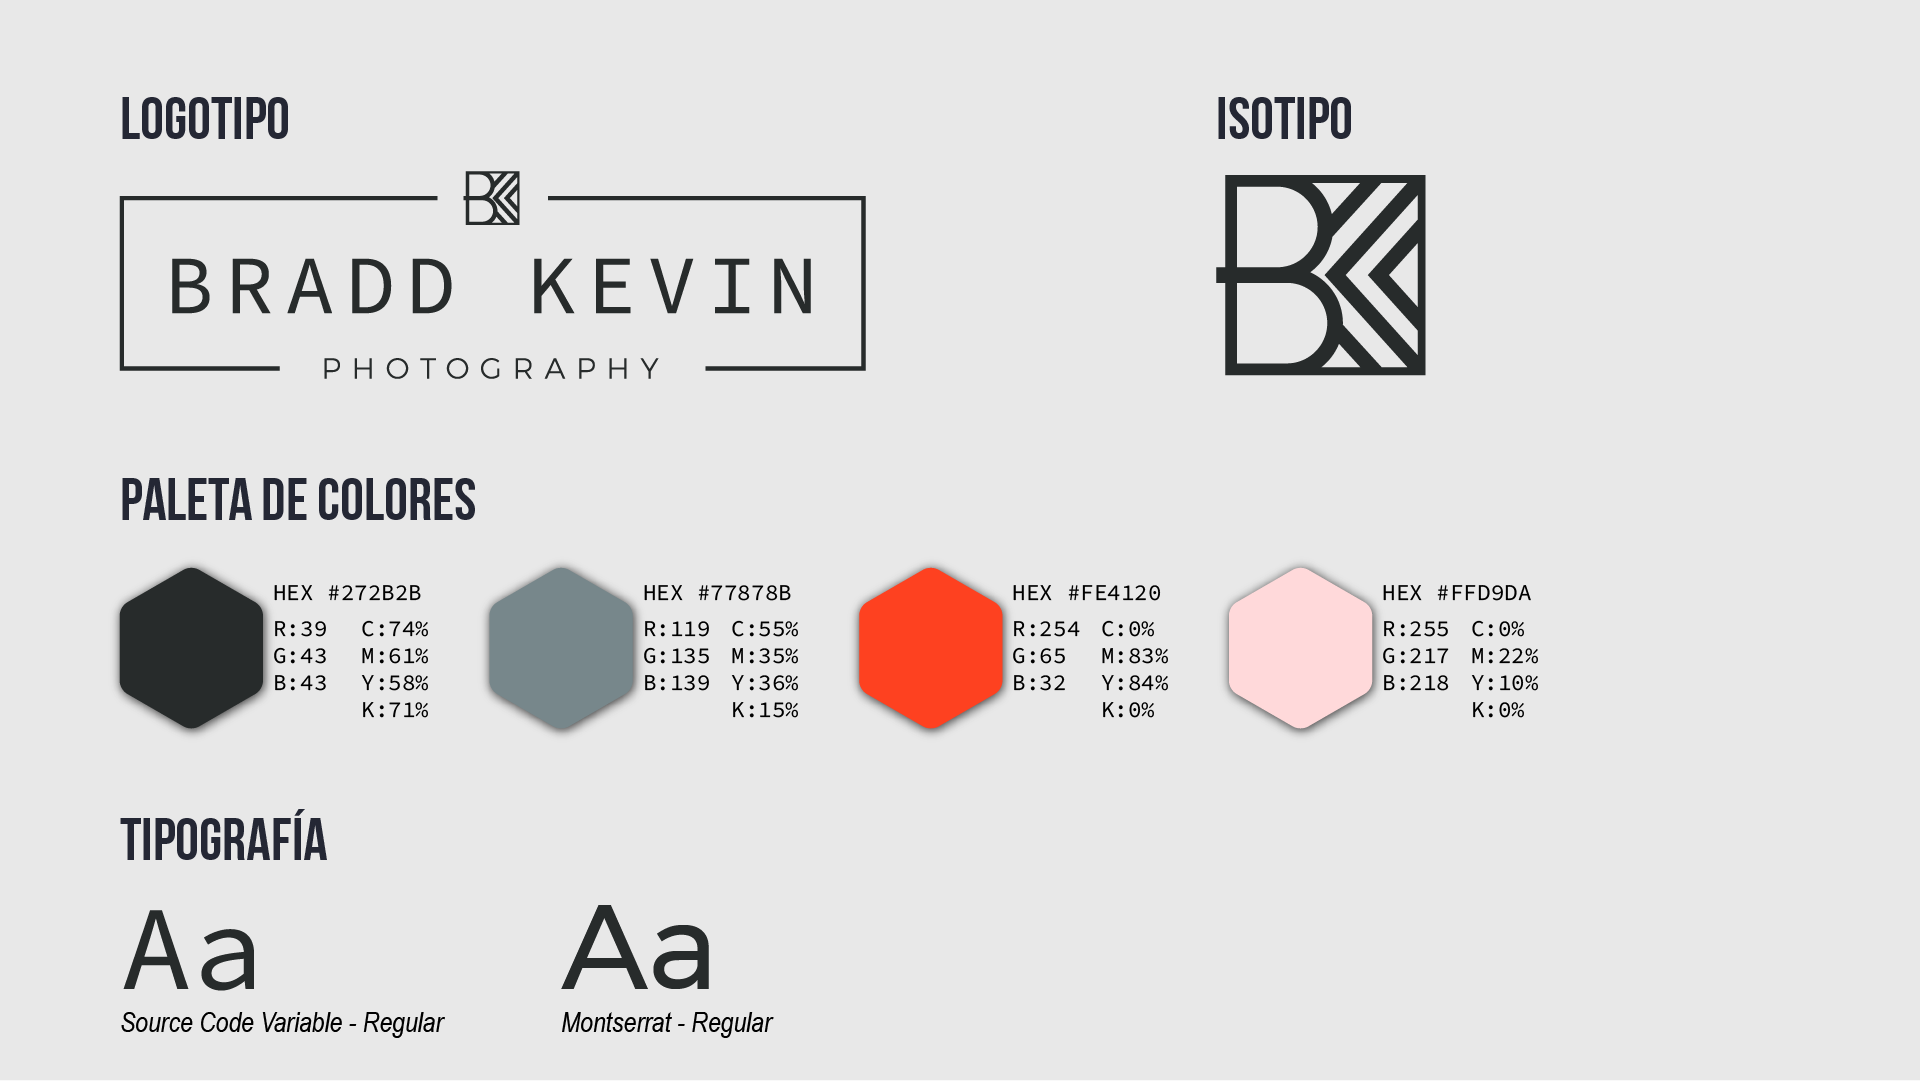 LOGOTIPO
BK
BRADD KEVIN
PHOTOGRAPHY
ISOTIPO
BK
PALETA DE COLORES
HEX #272B2B
R:39 C:74%
G:43 M:61%
B:43 Y:58%
K:71%
HEX #77878B
R:119 C:55%
G:135 M:35%
B:139 Y:36%
K:15%
HEX #FE4120
R:254 C:0%
G:65 M:83%
B:32 Y:84%
K:0%
HEX #FFD9DA
R:255 C:0%
G:217 M:22%
B:218 Y:10%
K:0%
TIPOGRAFÍA
Aa
Source Code Variable - Regular
Aa
Montserrat - Regular